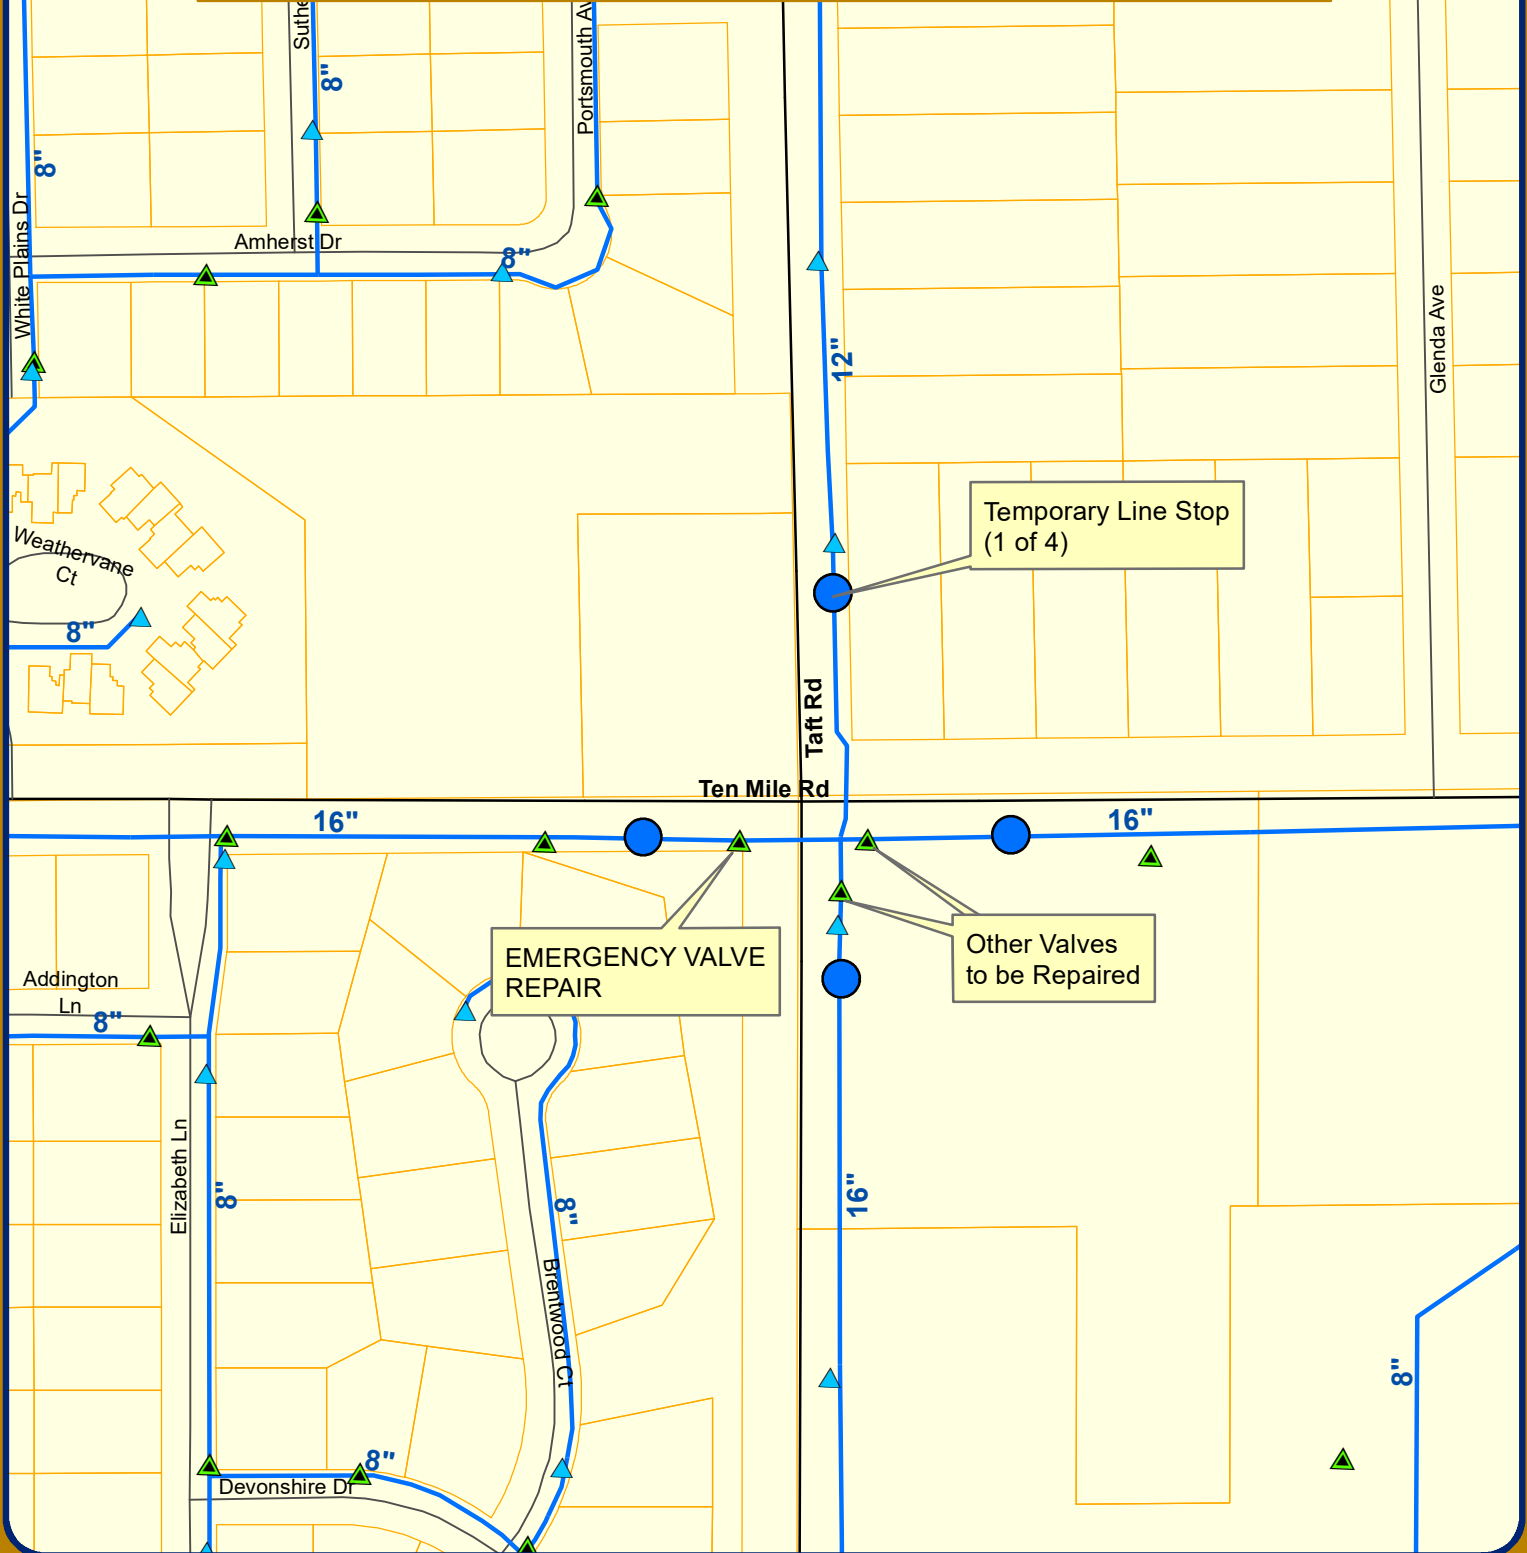 Suthe
Portsmouth Av
8"
8"
White Plains Dr
Amherst Dr
8"
12"
Glenda Ave
Temporary Line Stop
(1 of 4)
Weathervane
Ct
8"
Taft Rd
Ten Mile Rd
16"
16"
EMERGENCY VALVE
REPAIR
Other Valves
to be Repaired
Addington
Ln
8"
Elizabeth Ln
8"
8"
16"
Brentwood Ct
8"
8"
Devonshire Dr